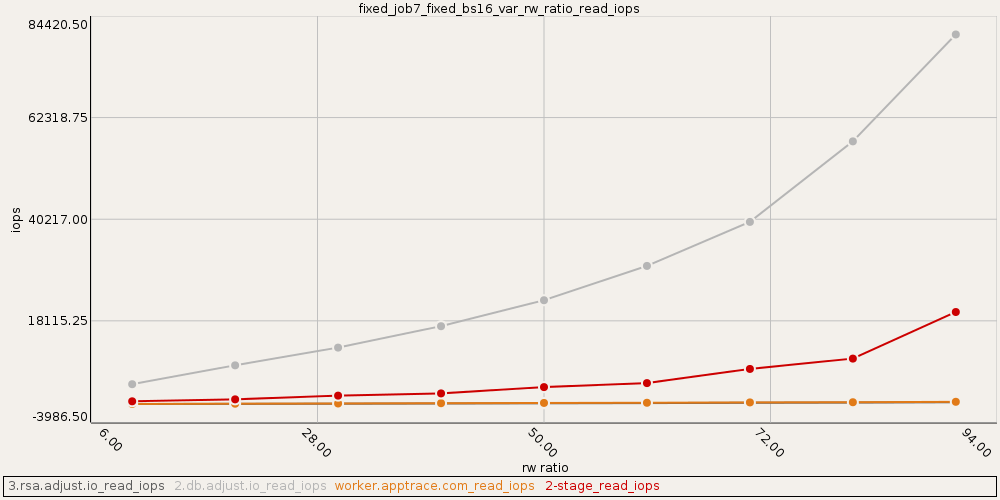 fixed_job7_fixed_bs16_var_rw_ratio_read_iops
84420.50
62318.75
40217.00
18115.25
-3986.50
iops
6.00
28.00
50.00
72.00
94.00
rw ratio
3.rsa.adjust.io_read_iops 2.db.adjust.io_read_iops worker.apptrace.com_read_iops 2-stage_read_iops